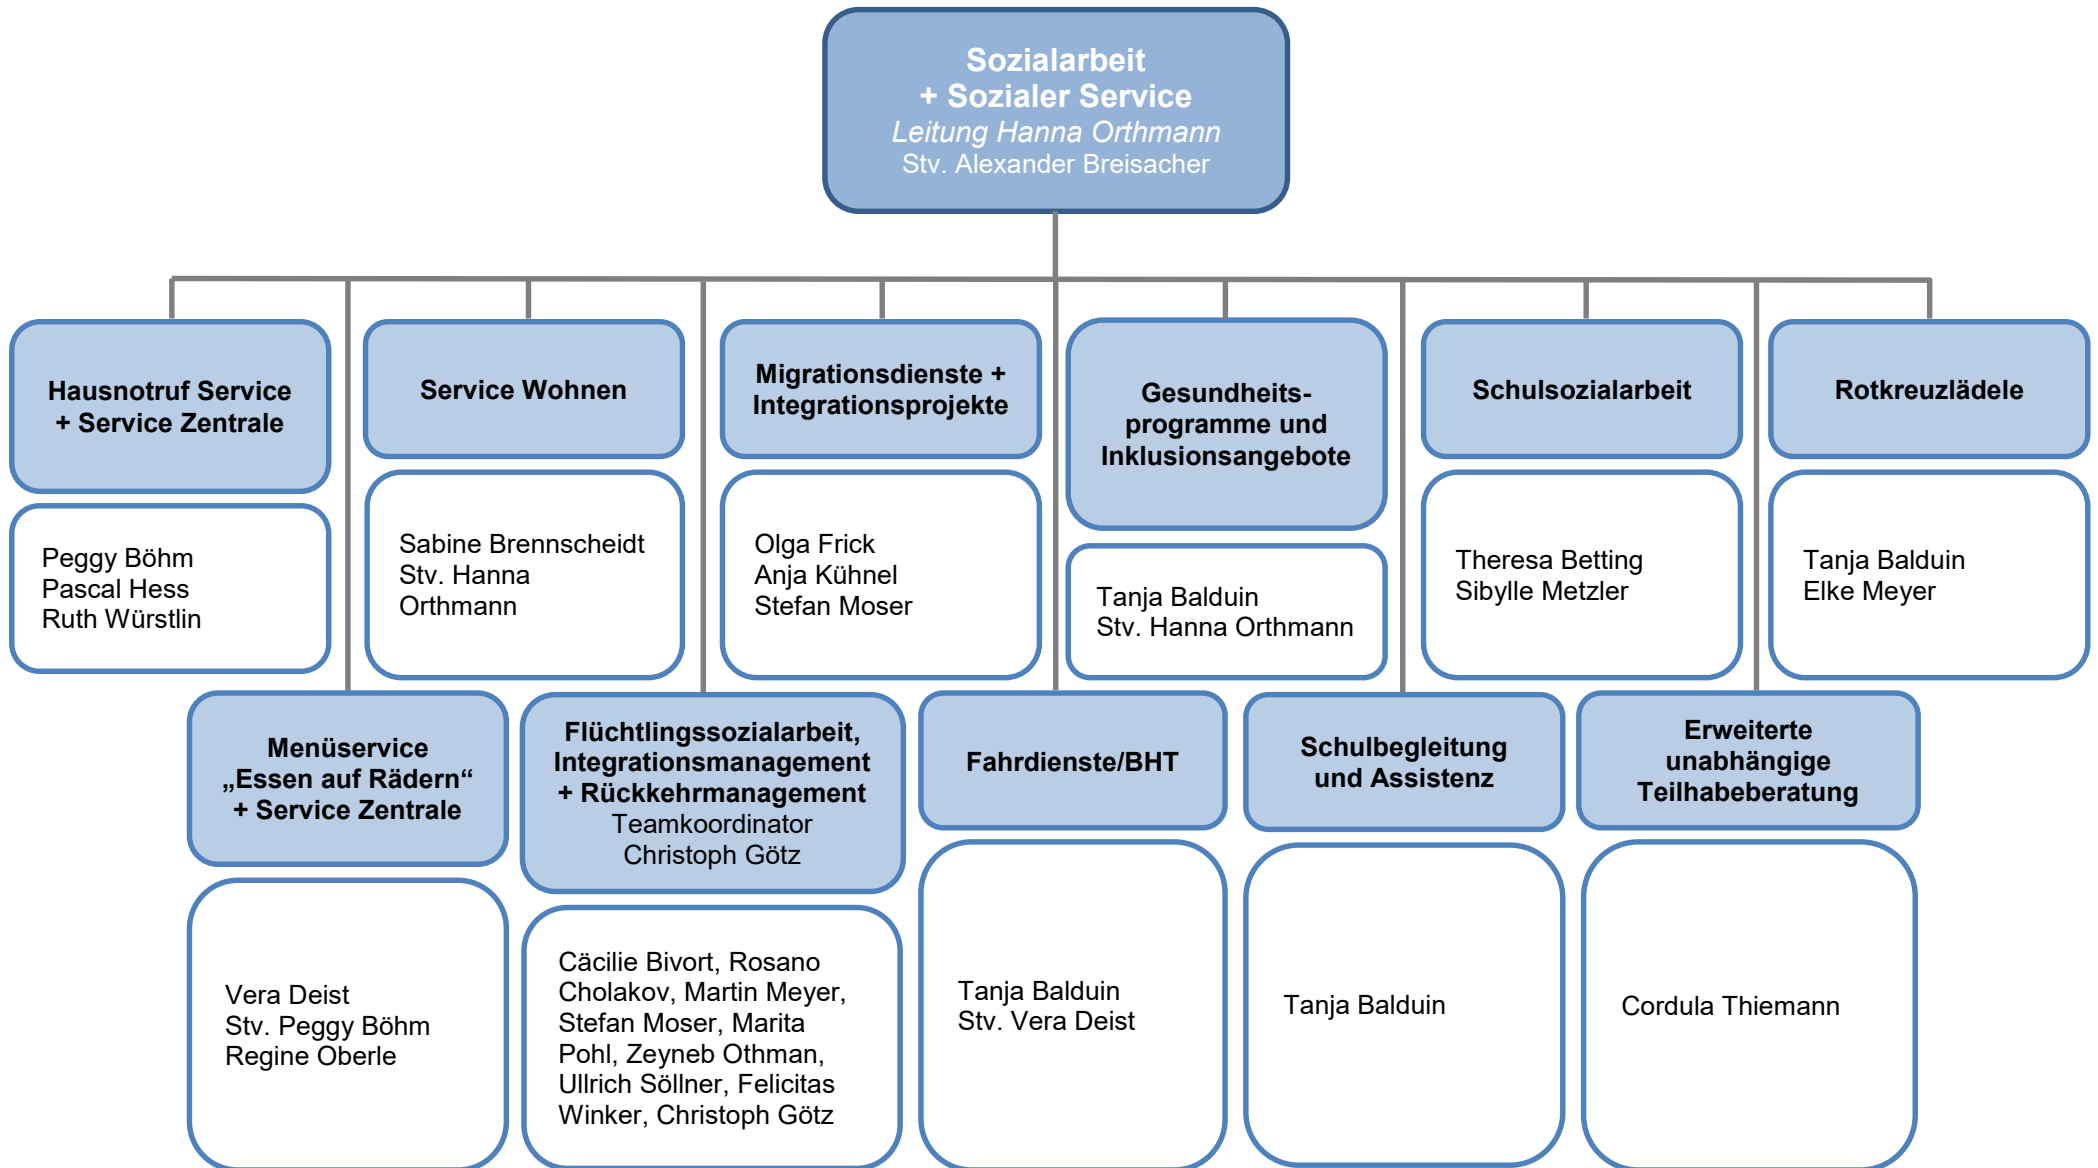 Sozialarbeit
+ Sozialer Service
Leitung Hanna Orthmann
Stv. Alexander Breisacher
Hausnotruf Service
+ Service Zentrale
Peggy Böhm
Pascal Hess
Ruth Würstlin
Service Wohnen
Sabine Brennscheidt
Stv. Hanna
Orthmann
Migrationsdienste +
Integrationsprojekte
Olga Frick
Anja Kühnel
Stefan Moser
Gesundheits-
programme und
Inklusionsangebote
Tanja Balduin
Stv. Hanna Orthmann
Schulsozialarbeit
Theresa Betting
Sibylle Metzler
Rotkreuzlädele
Tanja Balduin
Elke Meyer
Menüservice
„Essen auf Rädern“
+ Service Zentrale
Vera Deist
Stv. Peggy Böhm
Regine Oberle
Flüchtlingssozialarbeit,
Integrationsmanagement
+ Rückkehrmanagement
Teamkoordinator
Christoph Götz
Cäcilie Bivort, Rosano
Cholakov, Martin Meyer,
Stefan Moser, Marita
Pohl, Zeyneb Othman,
Ullrich Söllner, Felicitas
Winker, Christoph Götz
Fahrdienste/BHT
Tanja Balduin
Stv. Vera Deist
Schulbegleitung
und Assistenz
Tanja Balduin
Erweiterte
unabhängige
Teilhabeberatung
Cordula Thiemann